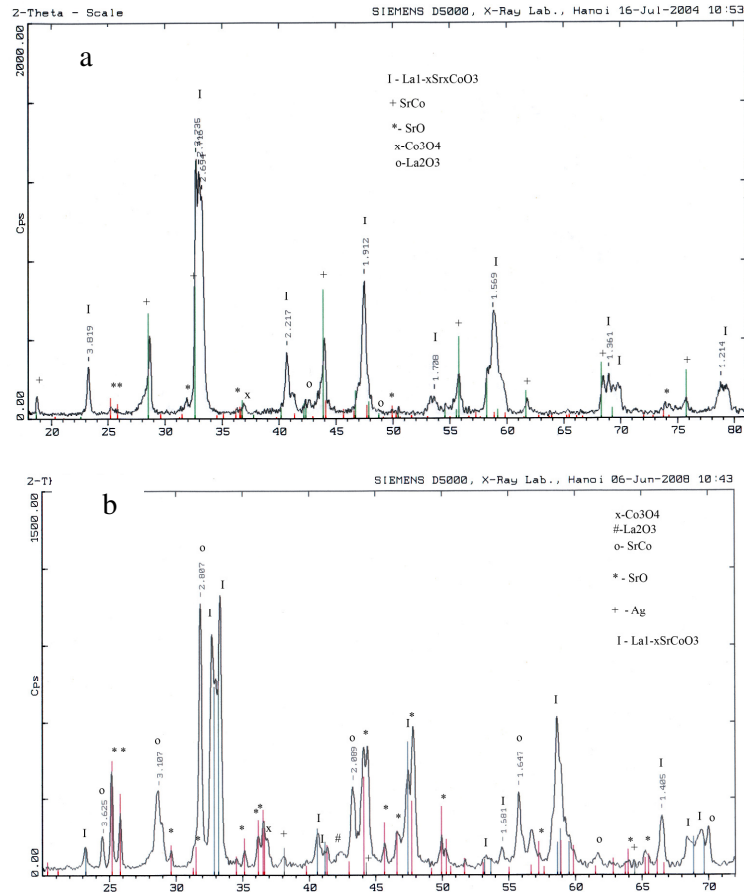 2-Theta - Scale SIEMENS D5000, X-Ray Lab., Hanoi 16-Jul-2004 10:53
2000.00
Cps
0.00
a
I - La1-xSrxCoO3
+ SrCo
*- SrO
x-Co3O4
o-La2O3
I
2.694
I
3.819
+
+
I
2.217
I
1.912
+
I
1.708
+
I
1.569
+
I
1.361
+
I
+
I
1.214
+
**
*
*
x
o
o
*
*
20 25 30 35 40 45 50 55 60 65 70 75 80
2-Th SIEMENS D5000, X-Ray Lab., Hanoi 06-Jun-2008 10:43
1500.00
Cps
0.00
b
x-Co3O4
#-La2O3
o- SrCo
* - SrO
+ - Ag
I - La1-xSrCoO3
o
2.807
I
I
* *
o
3.107
o
3.625
I
*
*
*
* *
x
+
I
I
#
o
2.089
*
+
I
*
*
*
*
I
I
1.581
o
1.647
*
I
o
*
+
*
I
1.405
I
I
o
30 35 40 45 50 55 60 65 70